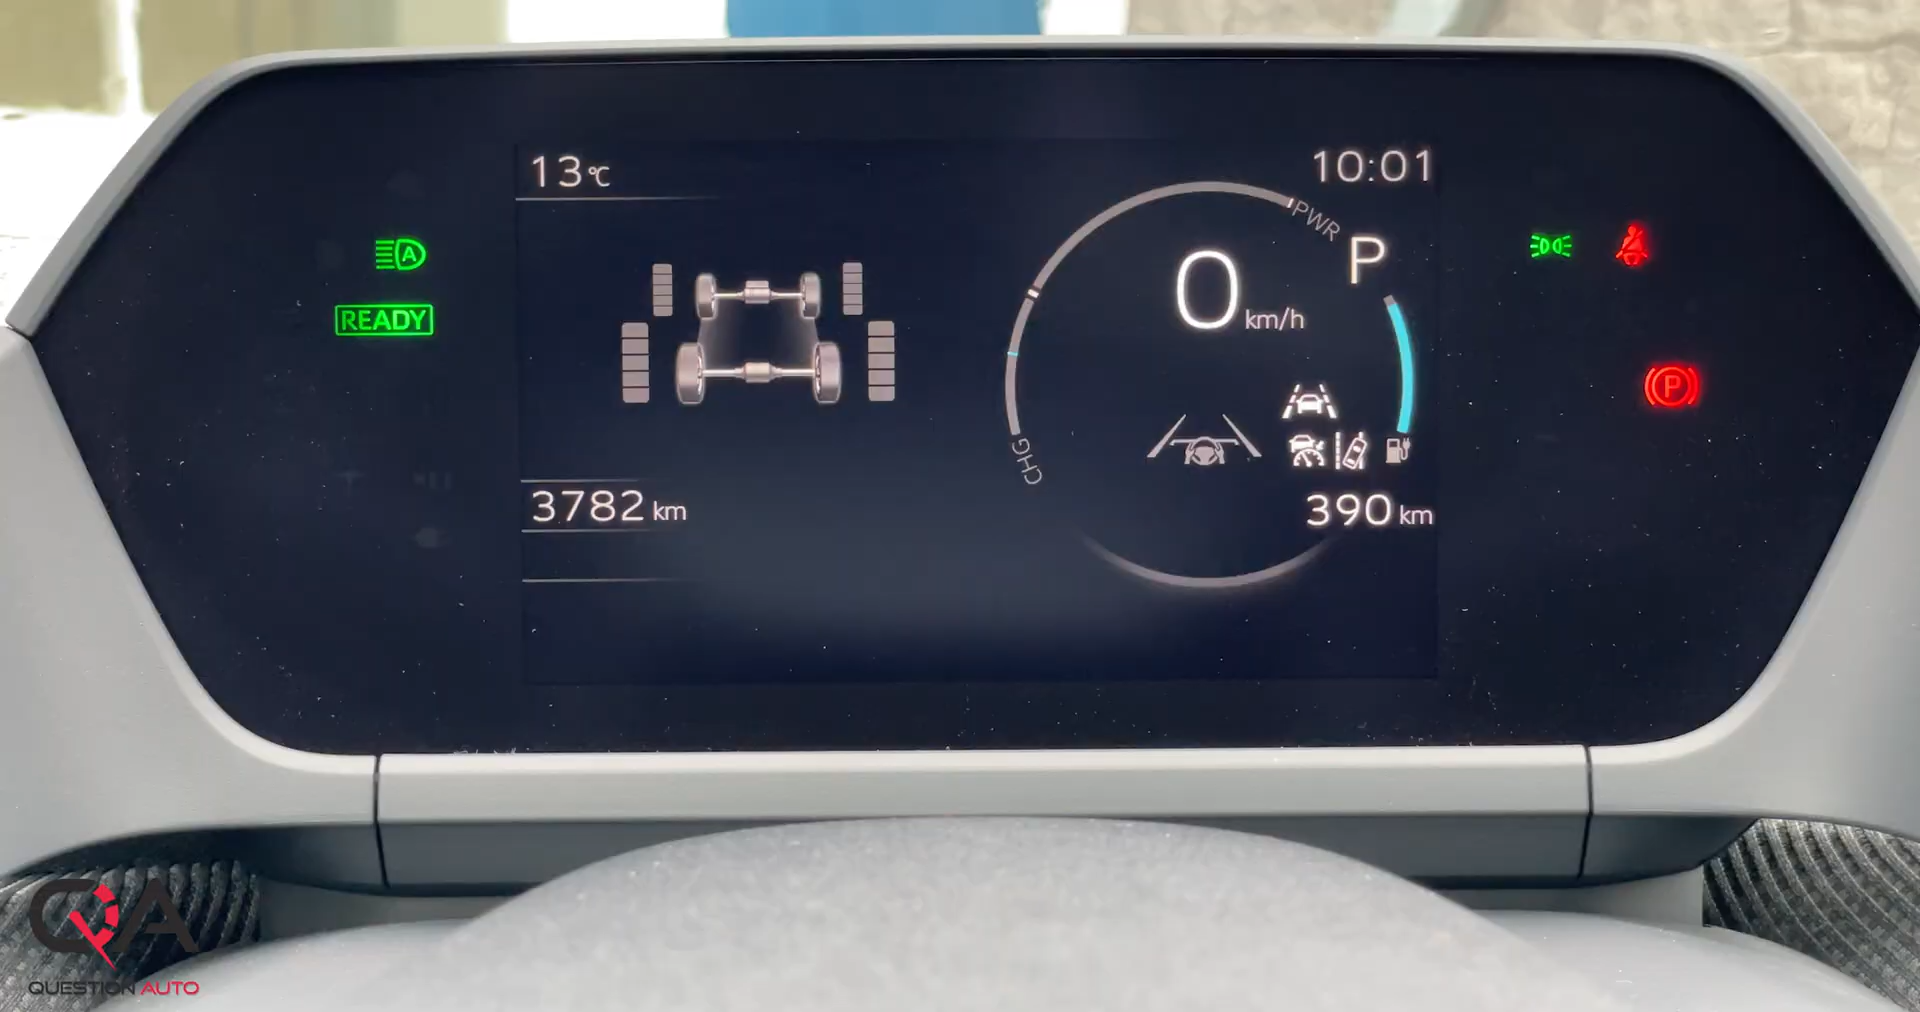 13°C
10:01
PWR
P
0 km/h
A
READY
P
CHG
3782 km
390 km
QA
QUESTION AUTO